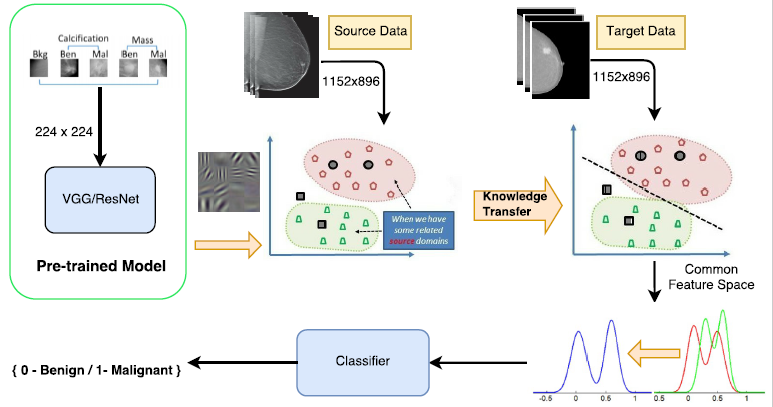 Calcification
Mass
Bkg Ben Mal Ben Mal
224 x 224
VGG/ResNet
Pre-trained Model
Source Data
1152x896
When we have
some related
source domains
Knowledge
Transfer
Target Data
1152x896
Common
Feature Space
-0.5 0 0.5 1 0.5 0 0.5 1
Classifier
{ 0 - Benign / 1- Malignant }